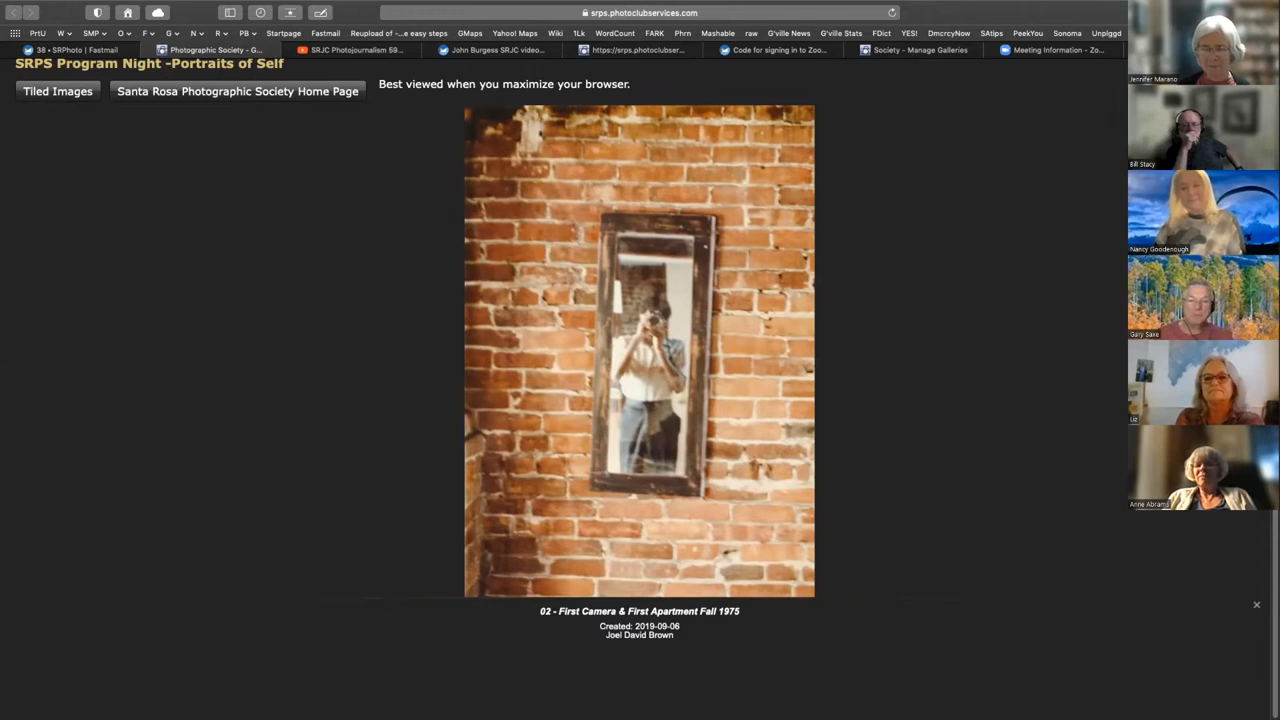 srps.photoclubservices.com
PrtU W SMP O F G N R PB Startpage Fastmail Reupload of -...e easy steps GMaps Yahoo! Maps Wiki 1Lk WordCount FARK Phrn Mashable raw G'ville News G'ville Stats FDict YES! DmcrcyNow SAtips PeekYou Sonoma Unplggd
38 • SRPhoto | Fastmail
Photographic Society - G...
SRJC Photojournalism 59...
John Burgess SRJC video...
https://srps.photoclubser...
Code for signing in to Zoo...
Society - Manage Galleries
Meeting Information - Zo...
SRPS Program Night -Portraits of Self
Tiled Images
Santa Rosa Photographic Society Home Page
Best viewed when you maximize your browser.
02 - First Camera & First Apartment Fall 1975
Created: 2019-09-06
Joel David Brown
Jennifer Marano
Bill Stacy
Nancy Goodenough
Gary Saxe
Liz
Anne Abrams